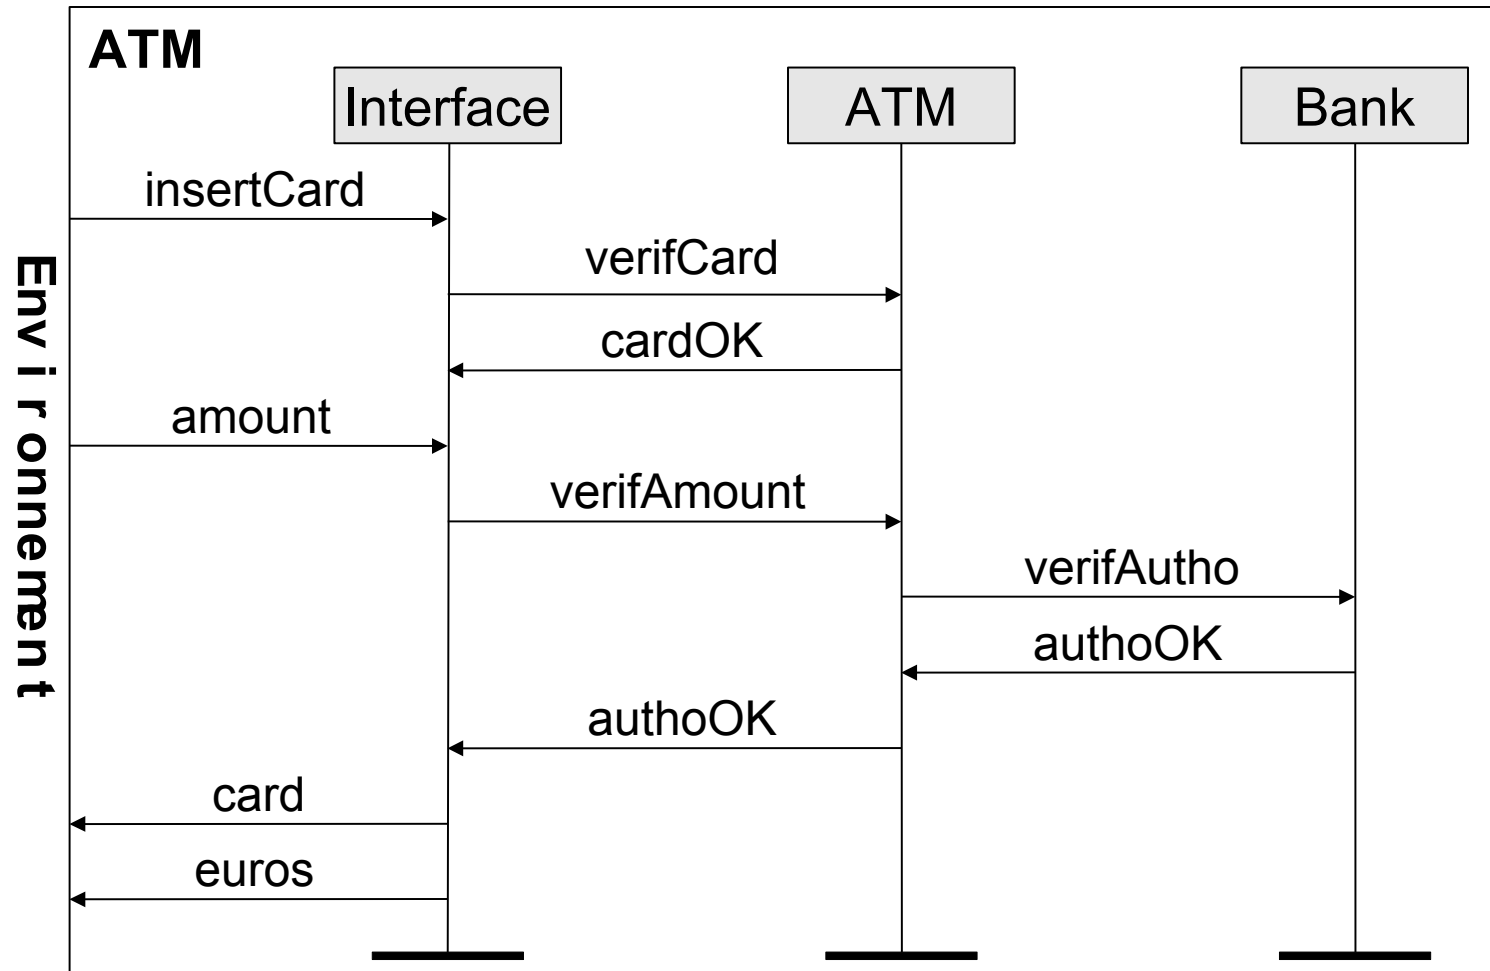 ATM
Interface
ATM
Bank
insertCard
verifCard
cardOK
amount
verifAmount
verifAutho
authoOK
authoOK
card
euros
Environnement